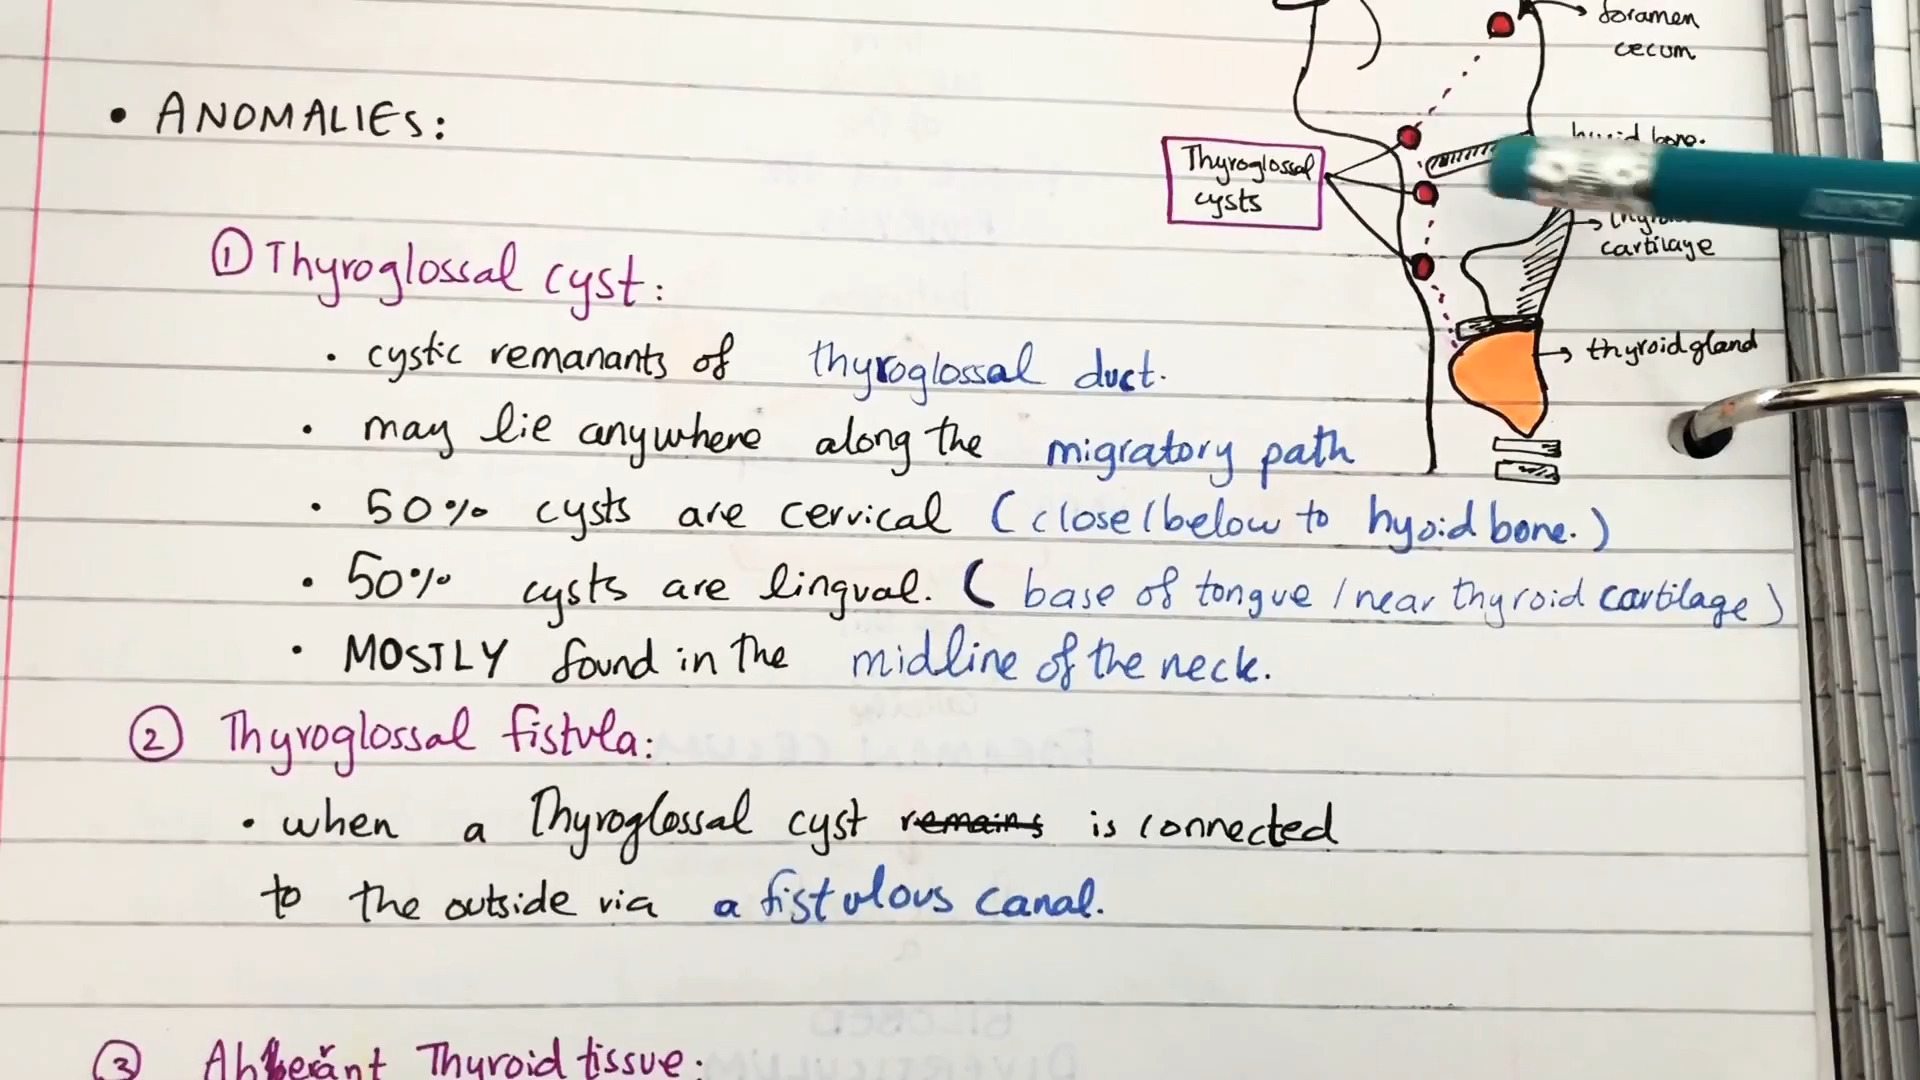 foramen
cecum
• ANOMALIES:
bone.
Thyroglossal
cysts
cartilage
① Thyroglossal cyst:
• cystic remanants of thyroglossal duct.
thyroid gland
• may lie anywhere along the migratory path
• 50% cysts are cervical (close/below to hyoid bone.)
• 50% cysts are lingual. (base of tongue / near thyroid cartilage)
• MOSTLY found in the midline of the neck.
② Thyroglossal fistula:
• when a Thyroglossal cyst remains is connected
to the outside via a fistulous canal.
③ Thyroid tissue: